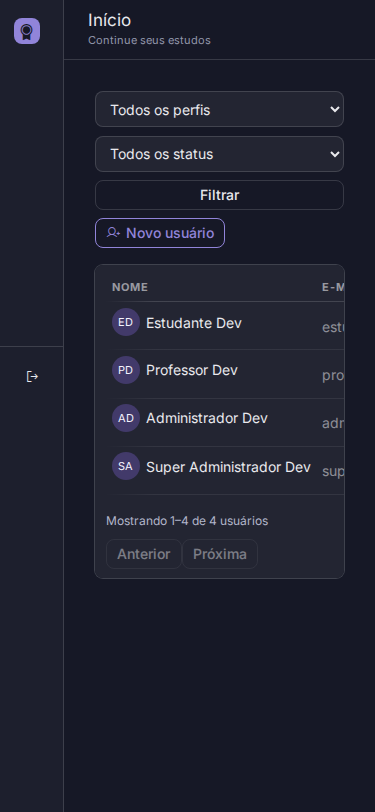 Início
Continue seus estudos
Todos os perfis
Todos os status
Filtrar
Novo usuário
NOME
ED Estudante Dev
PD Professor Dev
AD Administrador Dev
SA Super Administrador Dev
Mostrando 1–4 de 4 usuários
Anterior Próxima